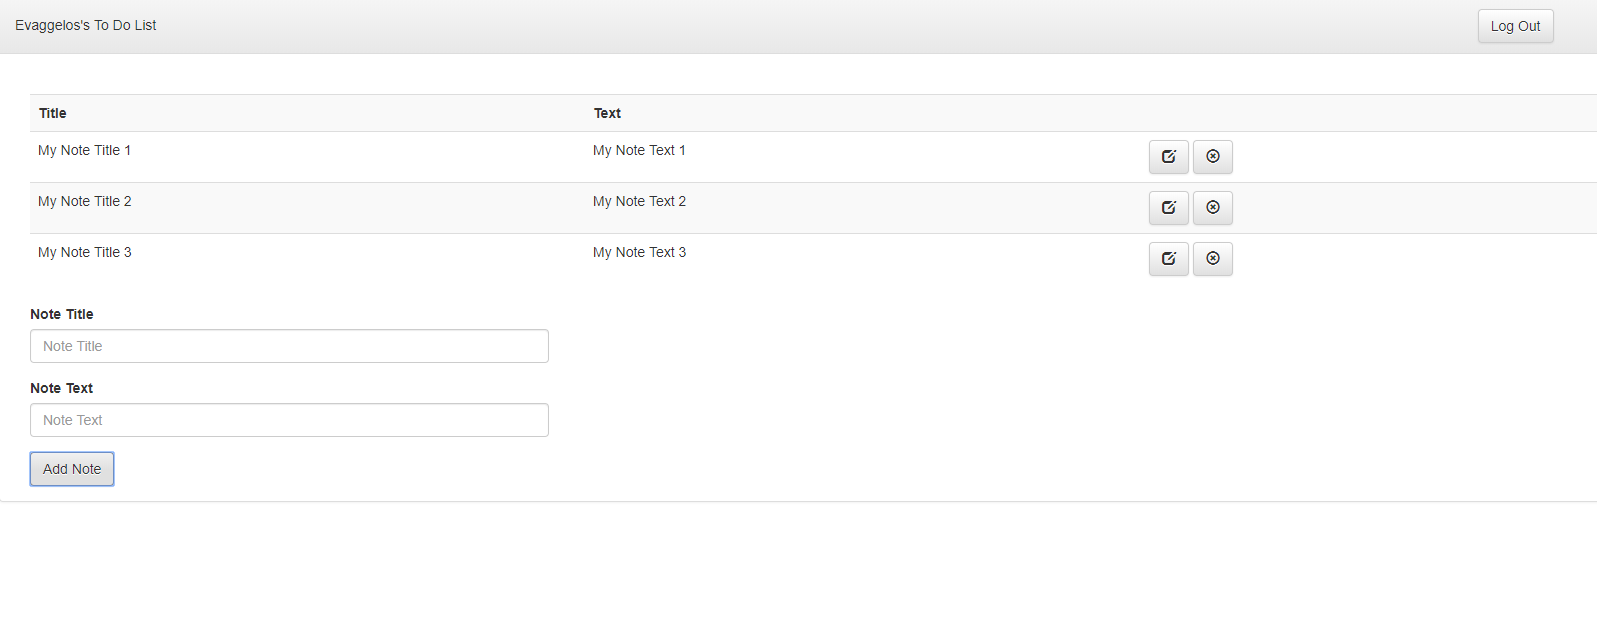 Evaggelos's To Do List Log Out
Title Text
My Note Title 1 My Note Text 1
My Note Title 2 My Note Text 2
My Note Title 3 My Note Text 3
Note Title
Note Title
Note Text
Note Text
Add Note